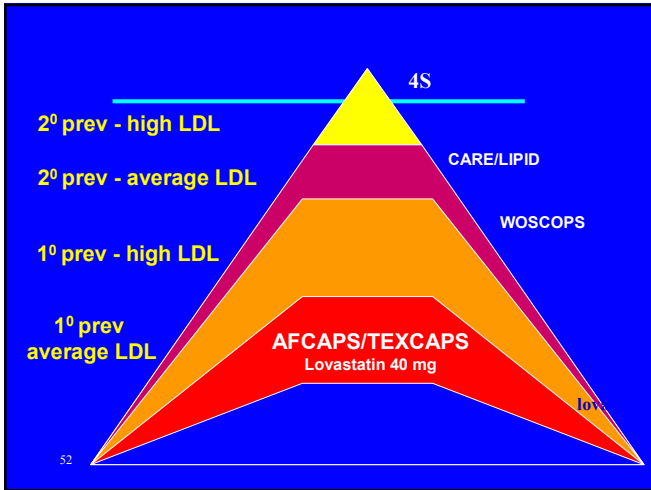 4S
2⁰ prev - high LDL
CARE/LIPID
2⁰ prev - average LDL
WOSCOPS
1⁰ prev - high LDL
1⁰ prev
average LDL
AFCAPS/TEXCAPS
Lovastatin 40 mg
52